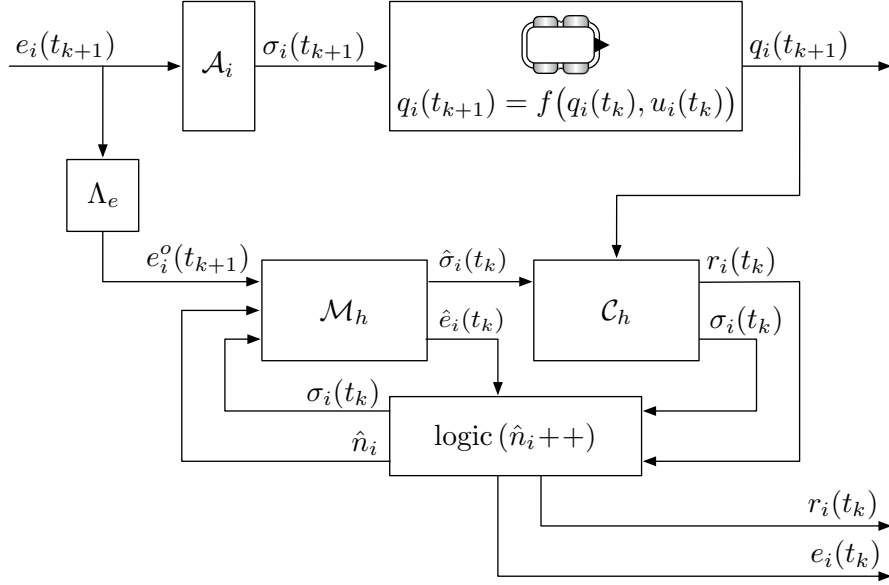 e_i(t_{k+1})
𝒜_i
σ_i(t_{k+1})
q_i(t_{k+1}) = f(q_i(t_k), u_i(t_k))
q_i(t_{k+1})
Λ_e
e_i^o(t_{k+1})
ℳ_h
σ̂_i(t_k)
ê_i(t_k)
𝒞_h
r_i(t_k)
σ_i(t_k)
σ_i(t_k)
n̂_i
logic (n̂_i++)
r_i(t_k)
e_i(t_k)